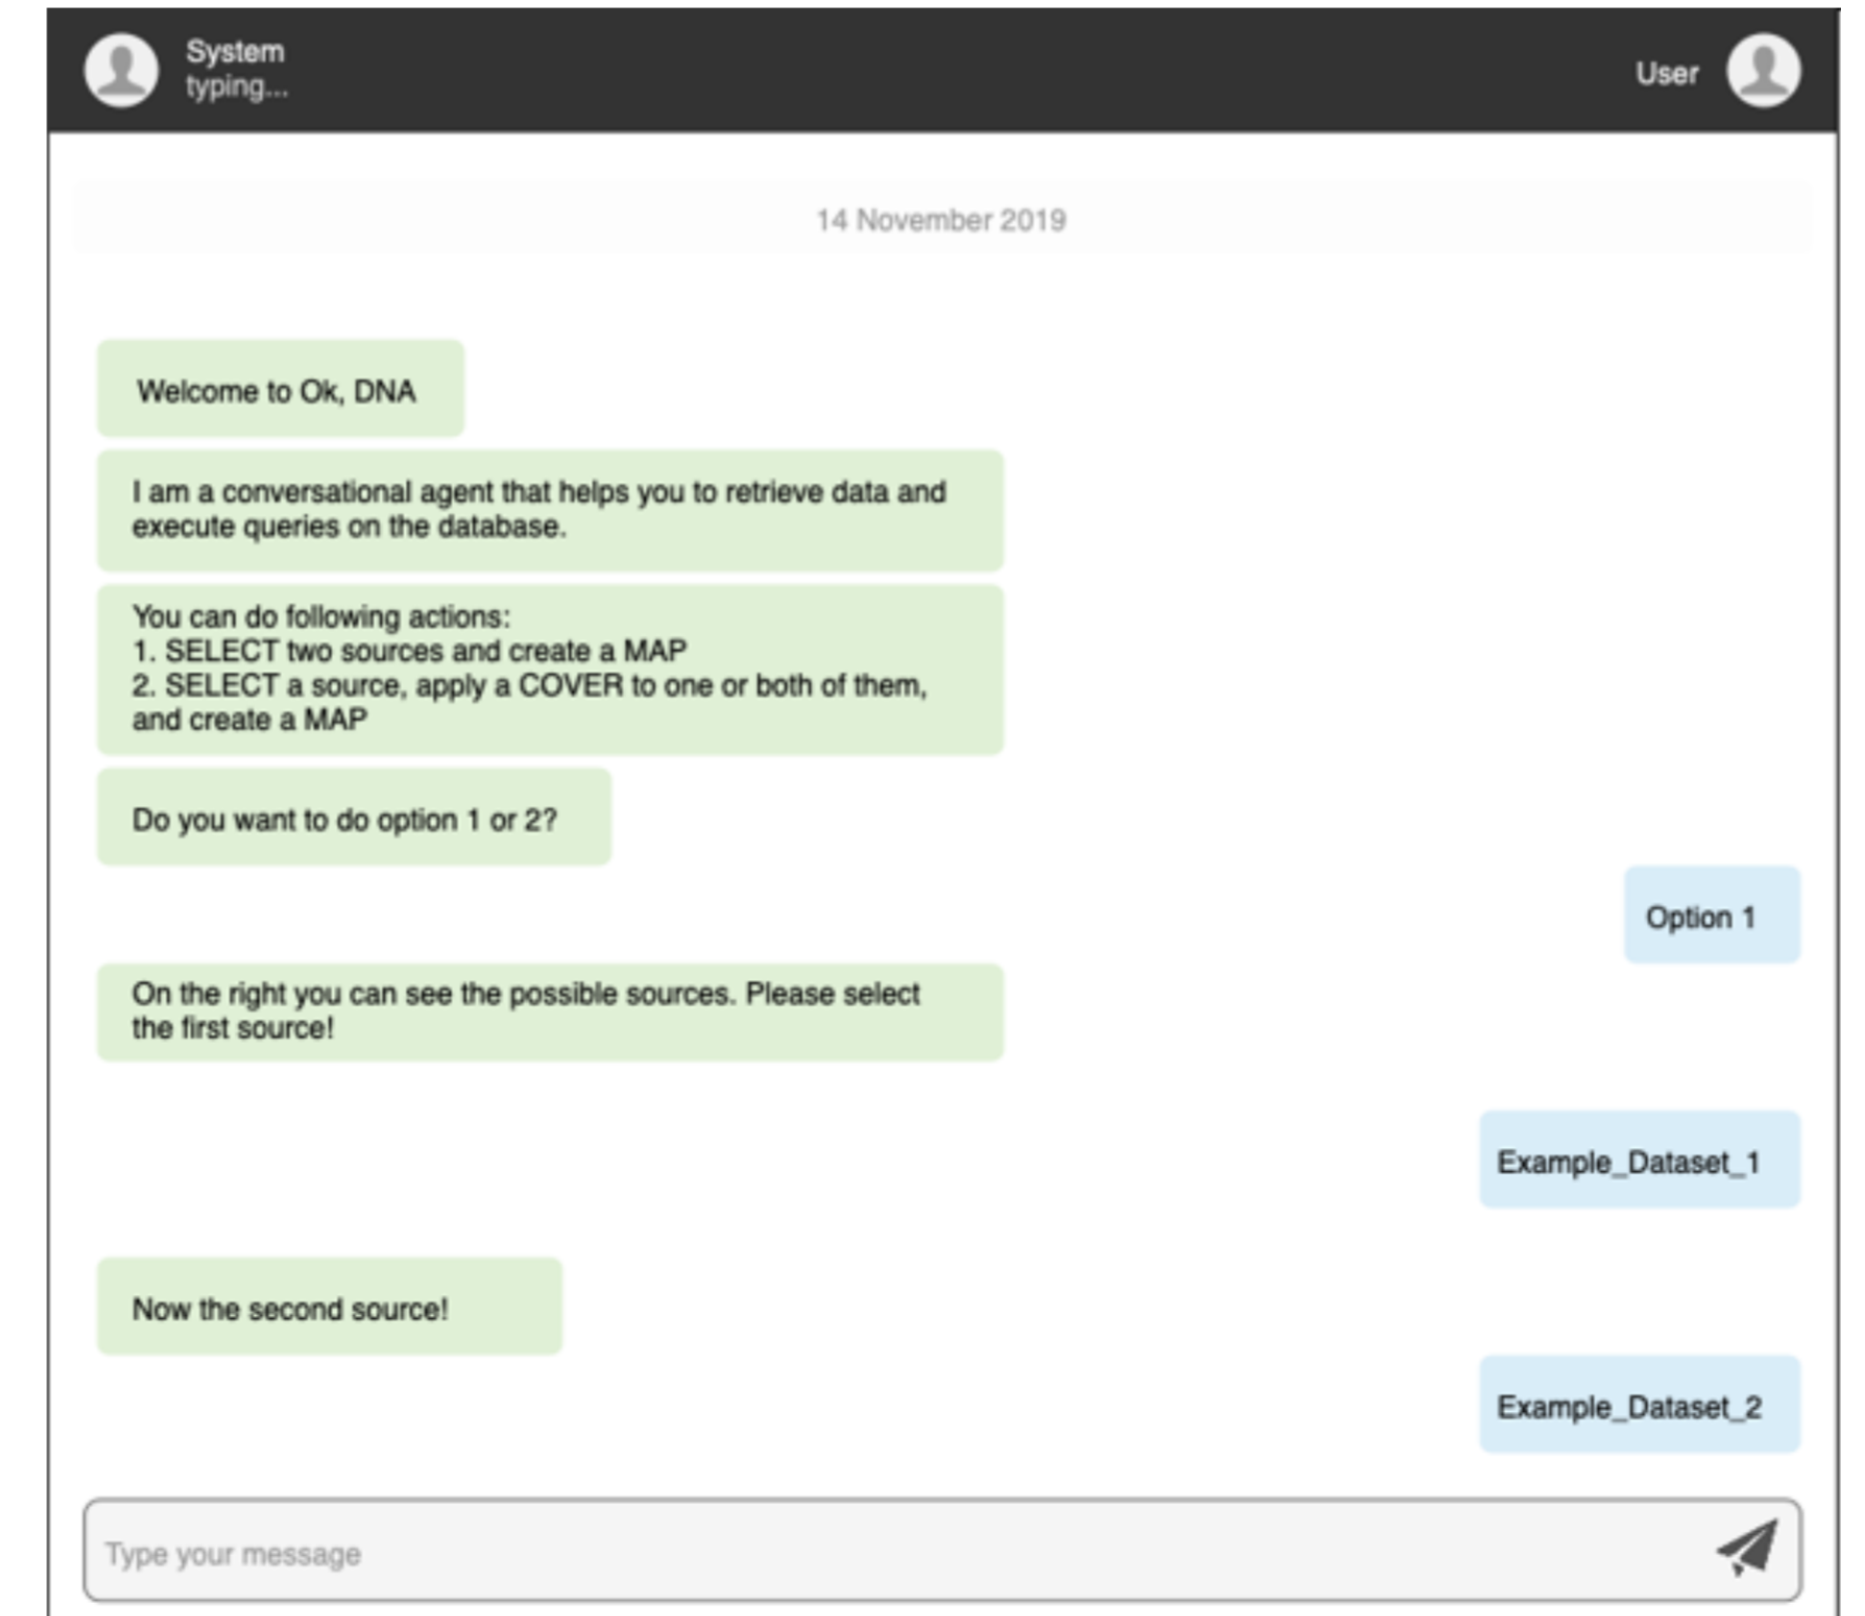 System
typing...
User
14 November 2019
Welcome to Ok, DNA
I am a conversational agent that helps you to retrieve data and
execute queries on the database.
You can do following actions:
1. SELECT two sources and create a MAP
2. SELECT a source, apply a COVER to one or both of them,
and create a MAP
Do you want to do option 1 or 2?
Option 1
On the right you can see the possible sources. Please select
the first source!
Example_Dataset_1
Now the second source!
Example_Dataset_2
Type your message